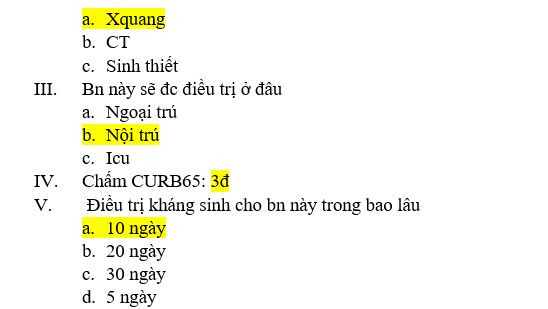 a. Xquang
b. CT
c. Sinh thiết
III. Bn này sẽ đc điều trị ở đâu
a. Ngoại trú
b. Nội trú
c. Icu
IV. Chấm CURB65: 3đ
V. Điều trị kháng sinh cho bn này trong bao lâu
a. 10 ngày
b. 20 ngày
c. 30 ngày
d. 5 ngày